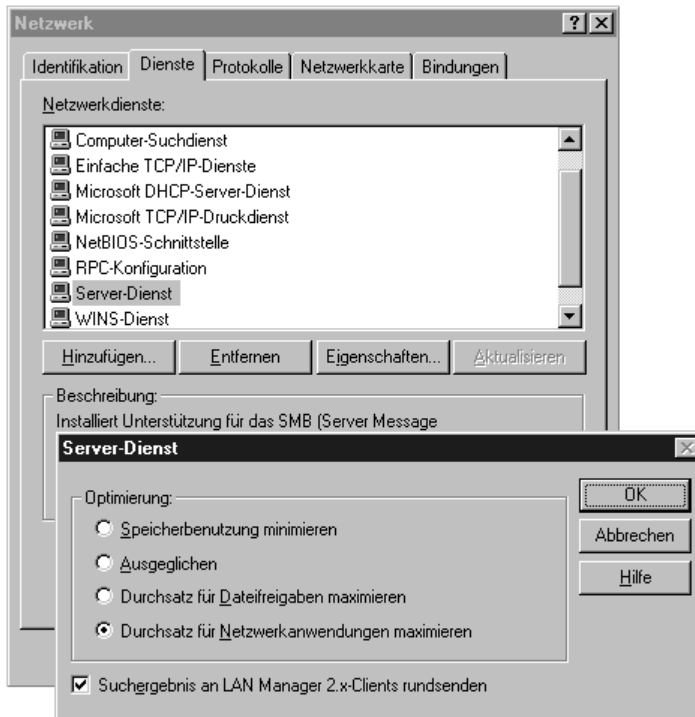 Netzwerk
Identifikation Dienste Protokolle Netzwerkkarte Bindungen
Netzwerkdienste:
Computer-Suchdienst
Einfache TCP/IP-Dienste
Microsoft DHCP-Server-Dienst
Microsoft TCP/IP-Druckdienst
NetBIOS-Schnittstelle
RPC-Konfiguration
Server-Dienst
WINS-Dienst
Hinzufügen... Entfernen Eigenschaften... Aktualisieren
Beschreibung:
Installiert Unterstützung für das SMB (Server Message
Server-Dienst
Optimierung:
Speicherbenutzung minimieren
Ausgeglichen
Durchsatz für Dateifreigaben maximieren
Durchsatz für Netzwerkanwendungen maximieren
OK
Abbrechen
Hilfe
Suchergebnis an LAN Manager 2.x-Clients rundsenden